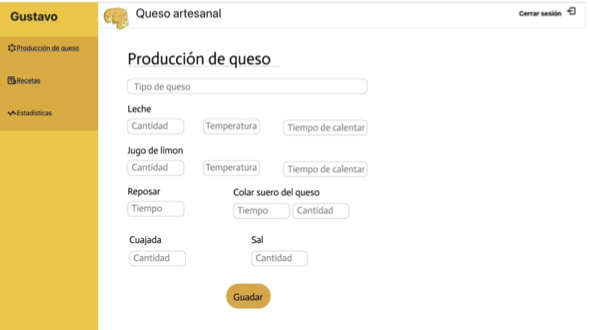 Gustavo
Queso artesanal
Cerrar sesión
Producción de queso
Recetas
Estadísticas
Producción de queso
Tipo de queso
Leche
Cantidad Temperatura Tiempo de calentar
Jugo de limon
Cantidad Temperatura Tiempo de calentar
Reposar Colar suero del queso
Tiempo Tiempo Cantidad
Cuajada Sal
Cantidad Cantidad
Guadar